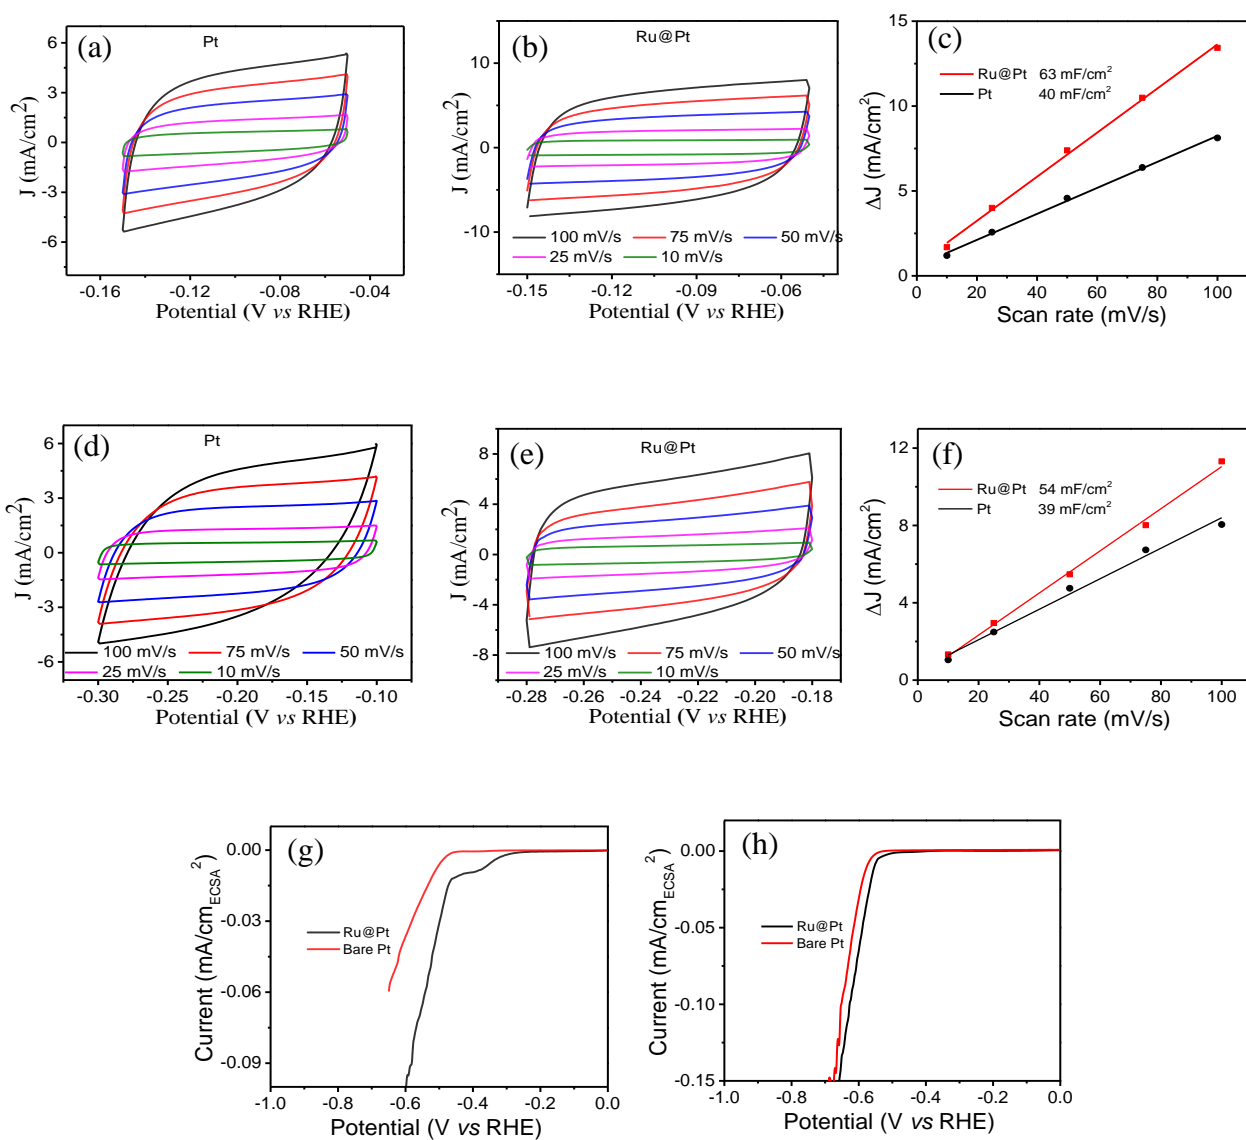 (a) Pt
6
3
0
-3
-6
J (mA/cm2)
-0.16 -0.12 -0.08 -0.04
Potential (V vs RHE)
(b) Ru@Pt
10
0
-10
J (mA/cm2)
100 mV/s 75 mV/s 50 mV/s
25 mV/s 10 mV/s
-0.15 -0.12 -0.09 -0.06
Potential (V vs RHE)
(c)
Ru@Pt 63 mF/cm2
Pt 40 mF/cm2
15
10
5
0
ΔJ (mA/cm2)
20 40 60 80 100
Scan rate (mV/s)
(d) Pt
6
3
0
-3
-6
J (mA/cm2)
100 mV/s 75 mV/s 50 mV/s
25 mV/s 10 mV/s
-0.30 -0.25 -0.20 -0.15 -0.10
Potential (V vs RHE)
(e) Ru@Pt
8
4
0
-4
-8
J (mA/cm2)
100 mV/s 75 mV/s 50 mV/s
25 mV/s 10 mV/s
-0.28 -0.26 -0.24 -0.22 -0.20 -0.18
Potential (V vs RHE)
(f)
Ru@Pt 54 mF/cm2
Pt 39 mF/cm2
12
8
4
0
ΔJ (mA/cm2)
20 40 60 80 100
Scan rate (mV/s)
(g)
0.00
-0.03
-0.06
-0.09
Current (mA/cmECSA2)
Ru@Pt
Bare Pt
-1.0 -0.8 -0.6 -0.4 -0.2 0.0
Potential (V vs RHE)
(h)
0.00
-0.05
-0.10
-0.15
Current (mA/cmECSA2)
Ru@Pt
Bare Pt
-1.0 -0.8 -0.6 -0.4 -0.2 0.0
Potential (V vs RHE)